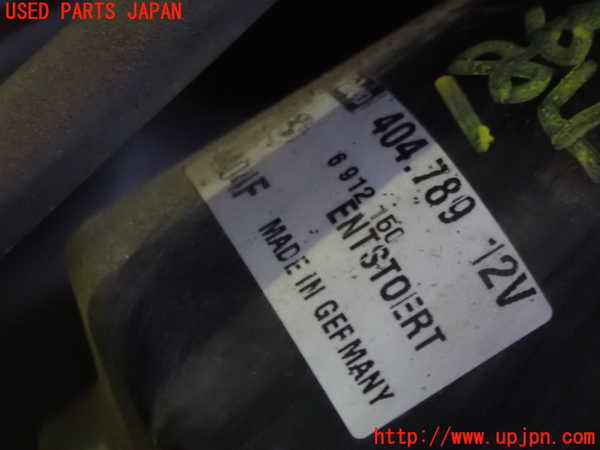 USED PARTS JAPAN
404.789 12V
6 912 160
ENTSTOERT
MADE IN GERMANY
http://www.upjpn.com/